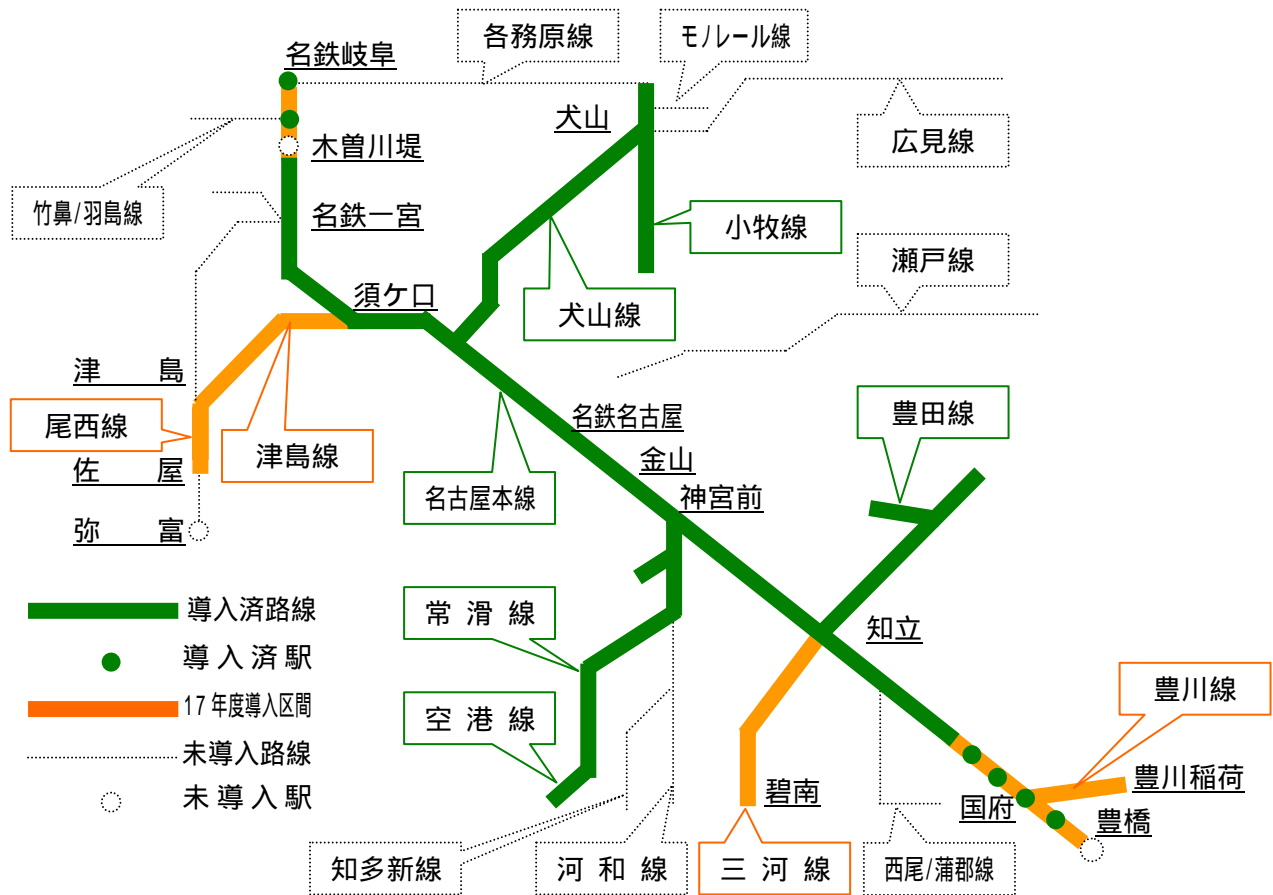 各務原線
モノレール線
名鉄岐阜
犬山
木曽川堤
広見線
竹鼻/羽島線
名鉄一宮
小牧線
瀬戸線
須ケ口
犬山線
津 島
尾西線
津島線
名鉄名古屋
豊田線
佐 屋
金山
名古屋本線
神宮前
弥 富
導入済路線
常滑線
知立
導入済駅
豊川線
17年度導入区間
空港線
未導入路線
豊川稲荷
未導入駅
碧南
国府
豊橋
知多新線
河和線
三河線
西尾/蒲郡線